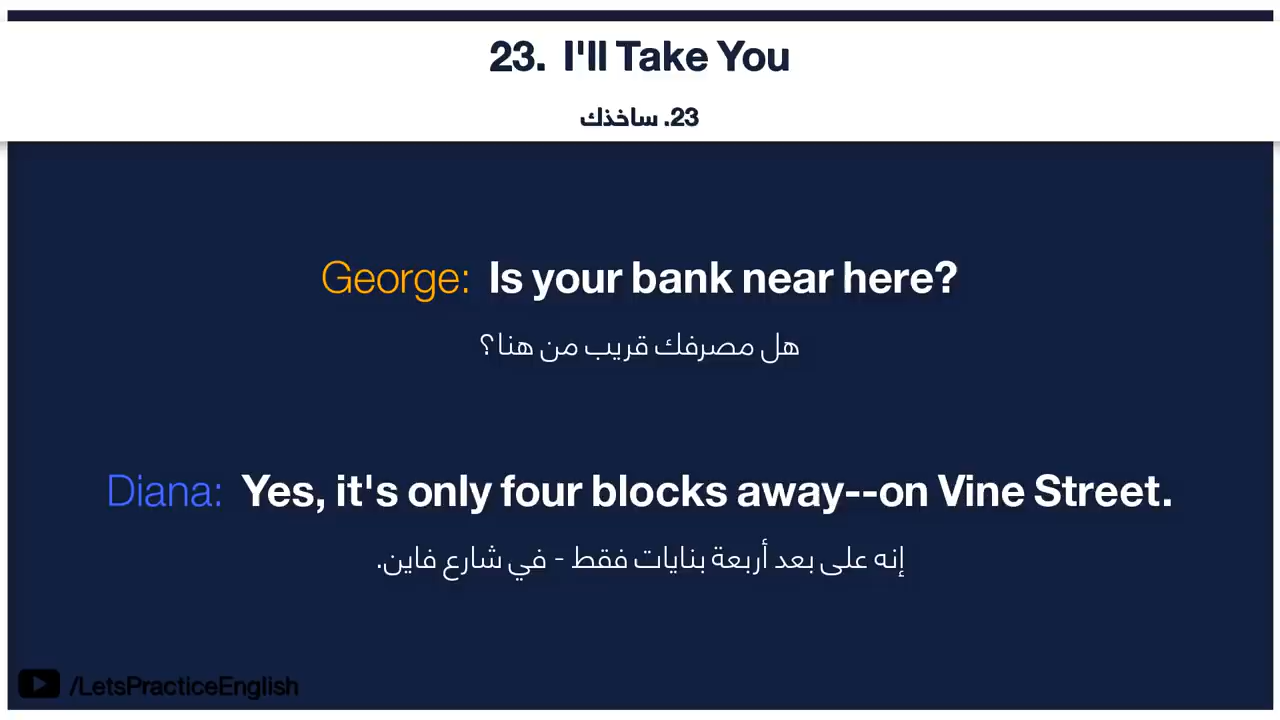 23. I'll Take You
23. ساخذك
George: Is your bank near here?
هل مصرفك قريب من هنا؟
Diana: Yes, it's only four blocks away--on Vine Street.
إنه على بعد أربعة بنايات فقط - في شارع فاين.
/LetsPracticeEnglish